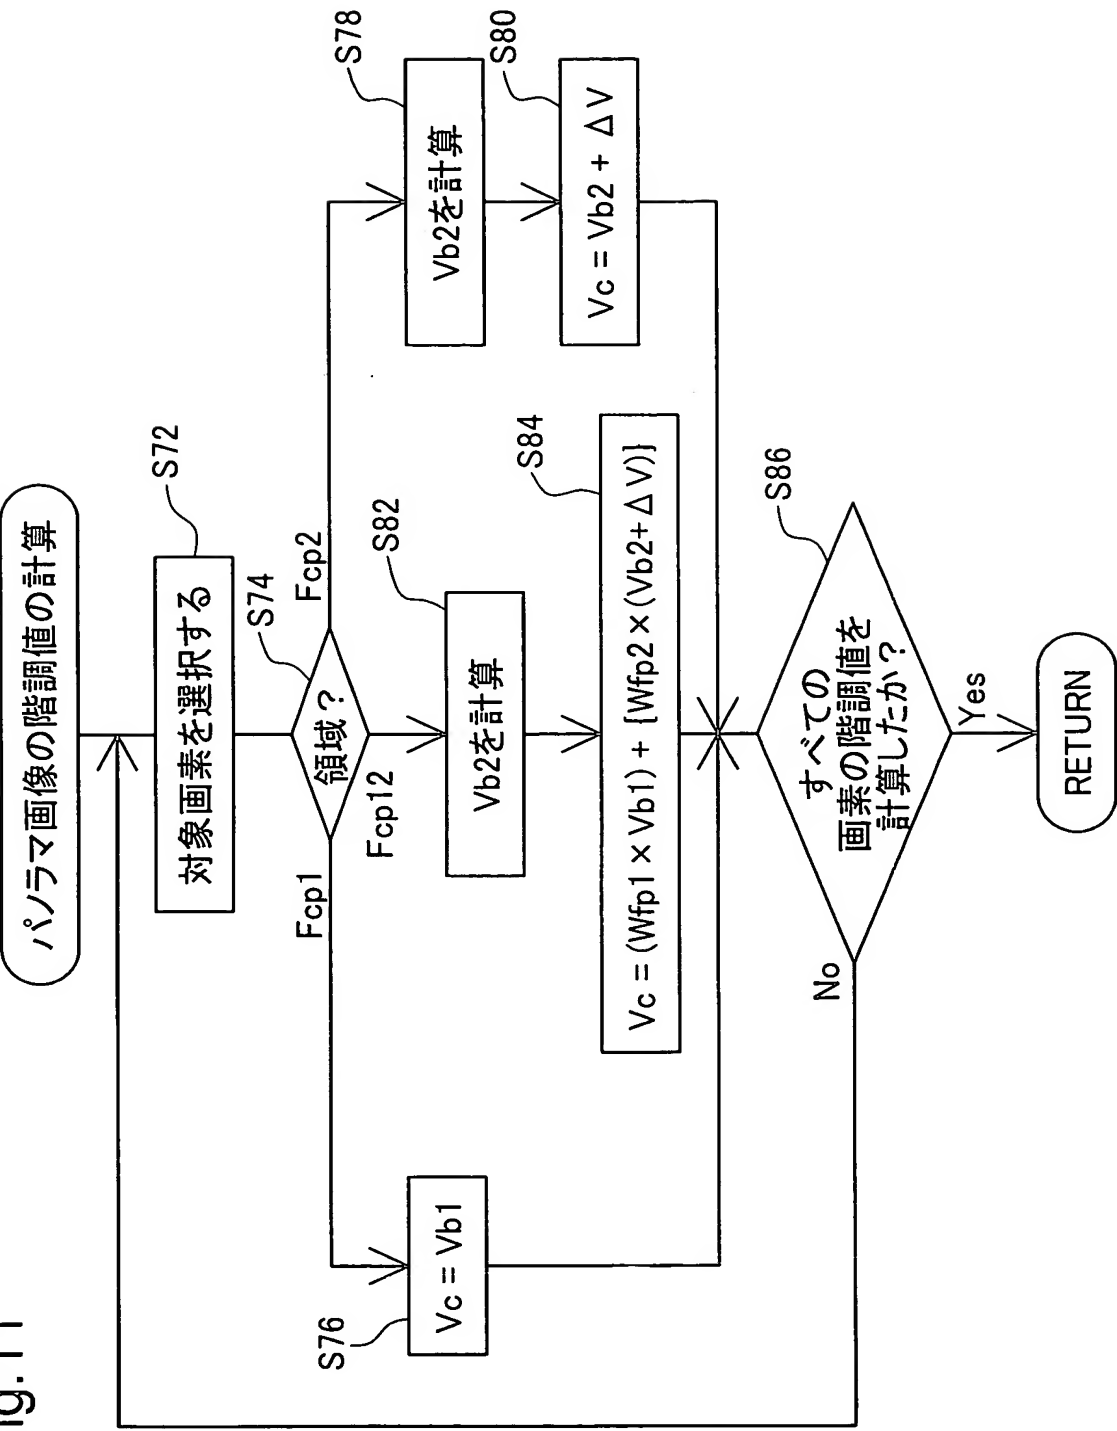 Fig.11
パノラマ画像の階調値の計算
S72
対象画素を選択する
S74
領域?
Fcp1
Fcp12
Fcp2
S76
Vc = Vb1
S82
Vb2を計算
S78
Vb2を計算
S84
Vc = (Wfp1 × Vb1) + {Wfp2 × (Vb2+ΔV)}
S80
Vc = Vb2 + ΔV
S86
すべての
画素の階調値を
計算したか?
No
Yes
RETURN